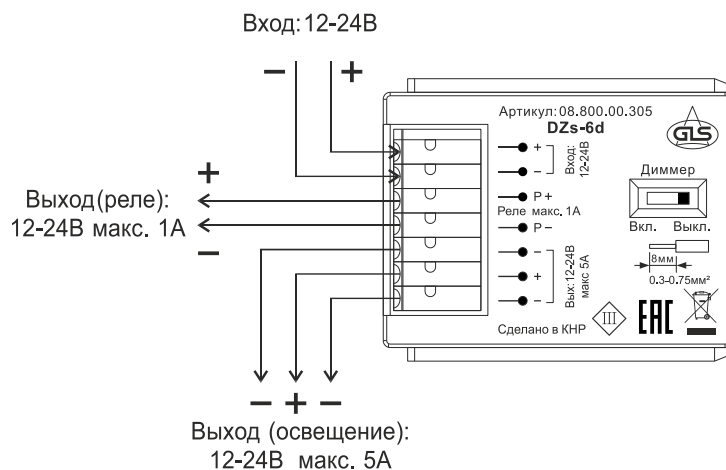 Вход: 12-24В
− +
Артикул: 08.800.00.305
DZs-6d
GLS
+
−
Вход:
12-24В
P +
Реле макс. 1А
P −
−
+
−
Вых:12-24В
макс 5А
Диммер
Вкл. Выкл.
8мм
0.3-0.75мм²
Сделано в КНР
III
EAC
+
Выход(реле):
12-24В макс. 1А
−
− + −
Выход (освещение):
12-24В макс. 5А